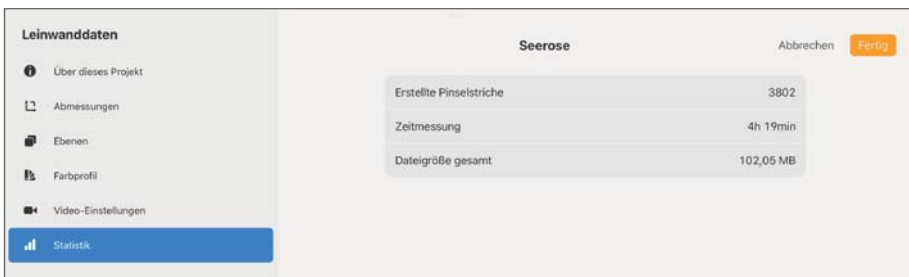 Leinwanddaten
Über dieses Projekt
Abmessungen
Ebenen
Farbprofil
Video-Einstellungen
Statistik
Seerose
Abbrechen
Fertig
Erstellte Pinselstriche 3802
Zeitmessung 4h 19min
Dateigröße gesamt 102,05 MB